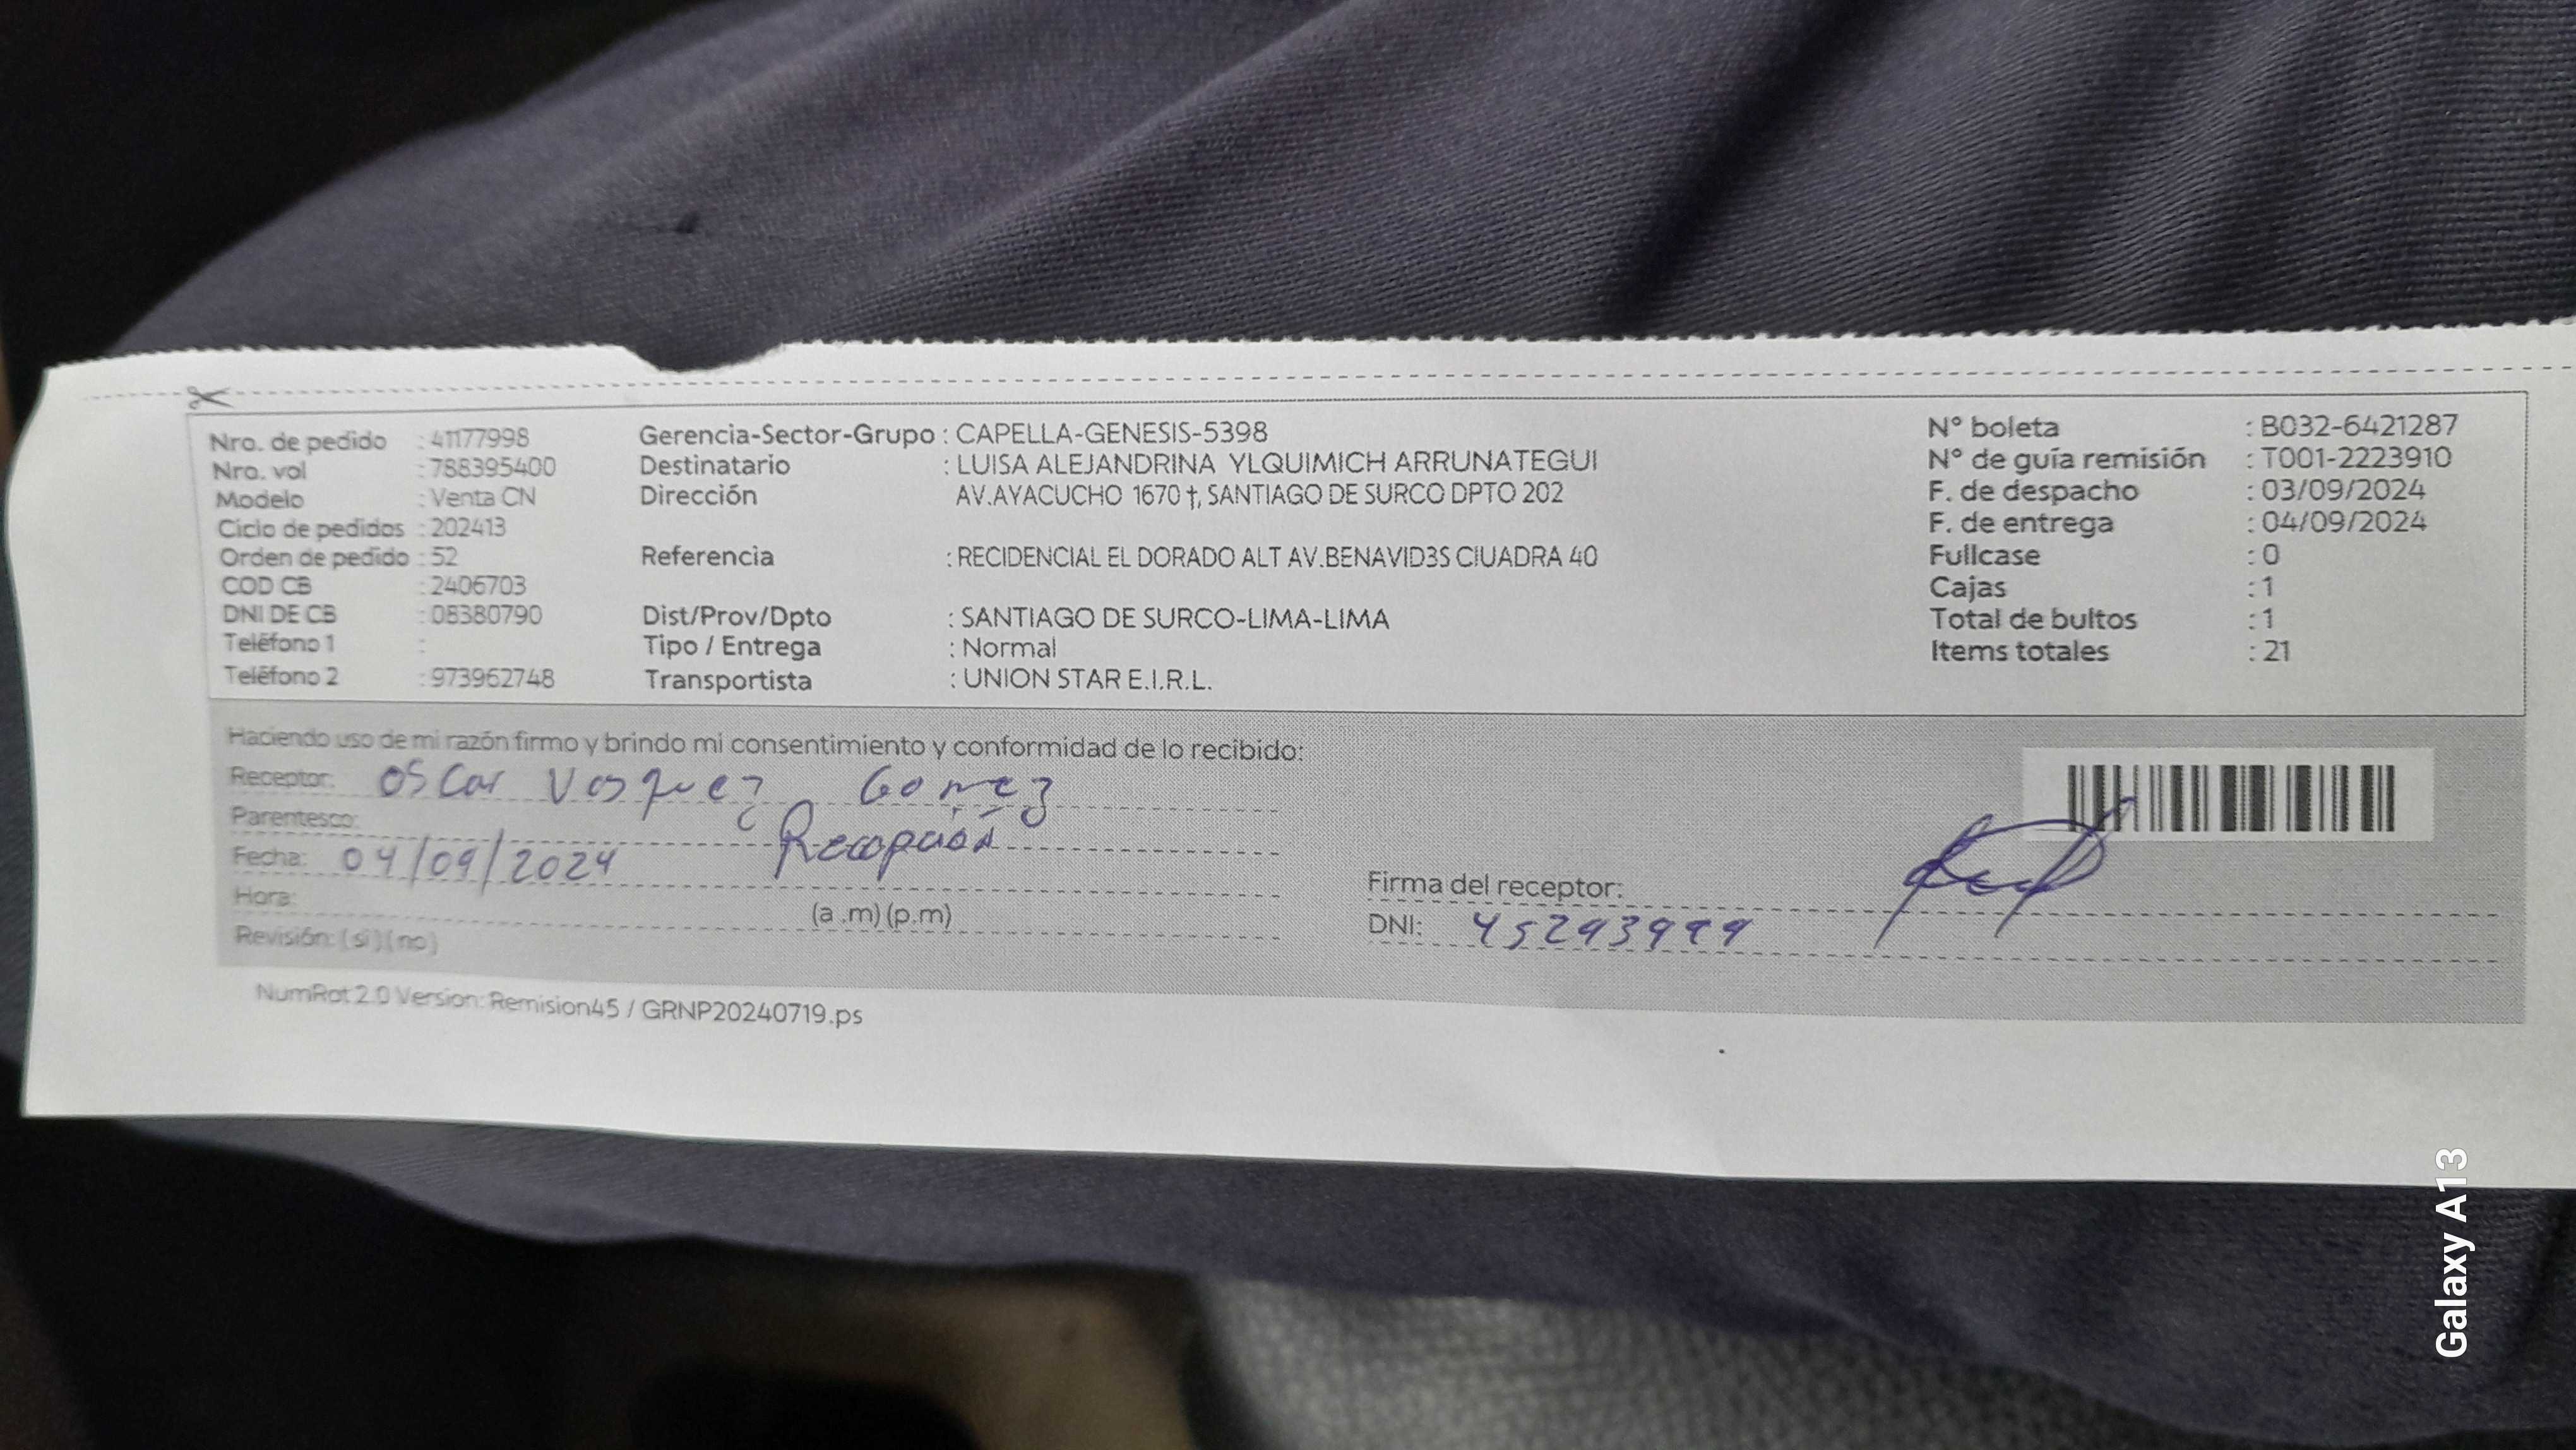 Nro. de pedido : 41177998
Nro. vol : 788395400
Modelo : Venta CN
Ciclo de pedidos : 202413
Orden de pedido : 52
COD CB : 2406703
DNI DE CB : 08380790
Teléfono 1 :
Teléfono 2 : 973962748
Gerencia-Sector-Grupo : CAPELLA-GENESIS-5398
Destinatario : LUISA ALEJANDRINA YLQUIMICH ARRUNATEGUI
Dirección AV.AYACUCHO 1670 †, SANTIAGO DE SURCO DPTO 202
Referencia : RECIDENCIAL EL DORADO ALT AV.BENAVID3S CIUADRA 40
Dist/Prov/Dpto : SANTIAGO DE SURCO-LIMA-LIMA
Tipo / Entrega : Normal
Transportista : UNION STAR E.I.R.L.
N° boleta : B032-6421287
N° de guía remisión : T001-2223910
F. de despacho : 03/09/2024
F. de entrega : 04/09/2024
Fullcase : 0
Cajas : 1
Total de bultos : 1
Items totales : 21
Haciendo uso de mi razón firmo y brindo mi consentimiento y conformidad de lo recibido:
Receptor: Oscar Vasquez Gomez
Parentesco: Recepción
Fecha: 04/09/2024
Hora: (a .m) (p.m)
Revisión: (si) (no)
Firma del receptor:
DNI:
NumRot 2.0 Version: Remision45 / GRNP20240719.ps
Galaxy A13